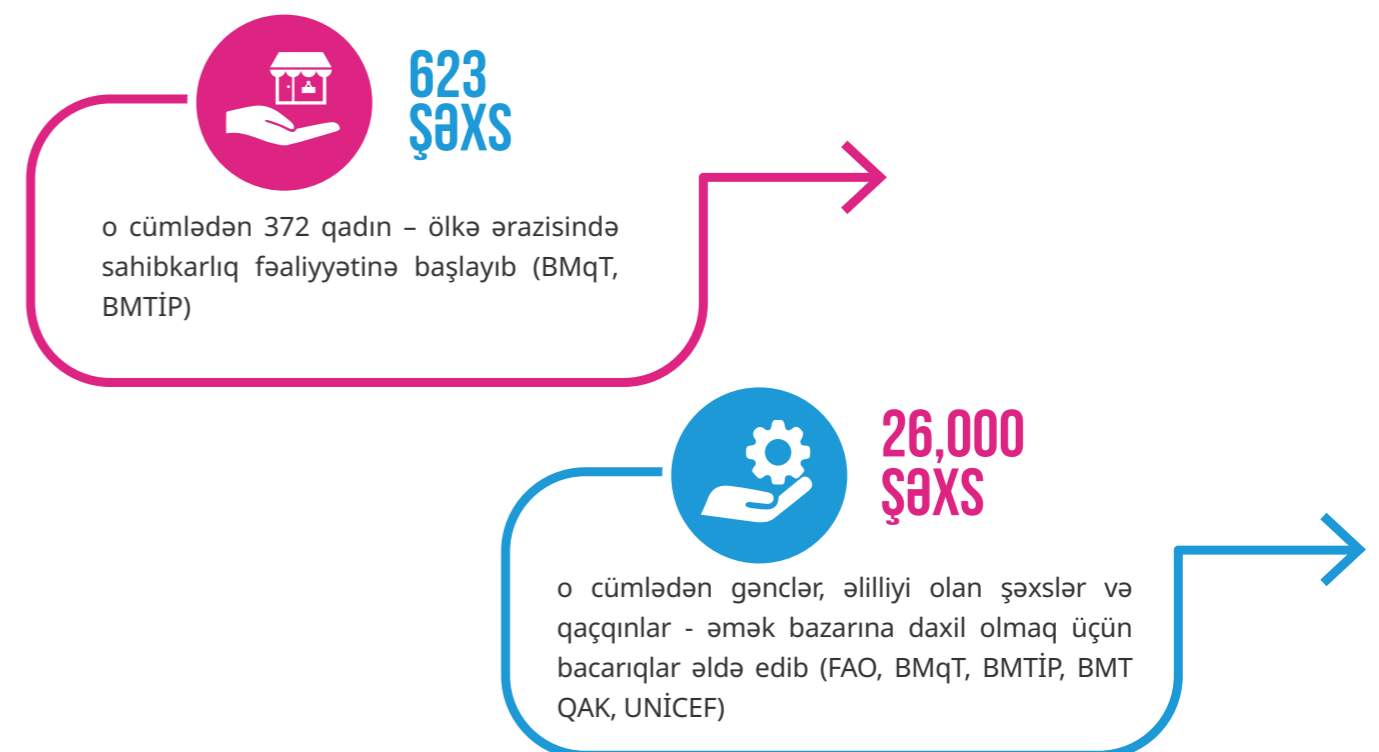 623
ŞƏXS
o cümlədən 372 qadın – ölkə ərazisində
sahibkarlıq fəaliyyətinə başlayıb (BMqT,
BMTİP)
26,000
ŞƏXS
o cümlədən gənclər, əlilliyi olan şəxslər və
qaçqınlar - əmək bazarına daxil olmaq üçün
bacarıqlar əldə edib (FAO, BMqT, BMTİP, BMT
QAK, UNİCEF)